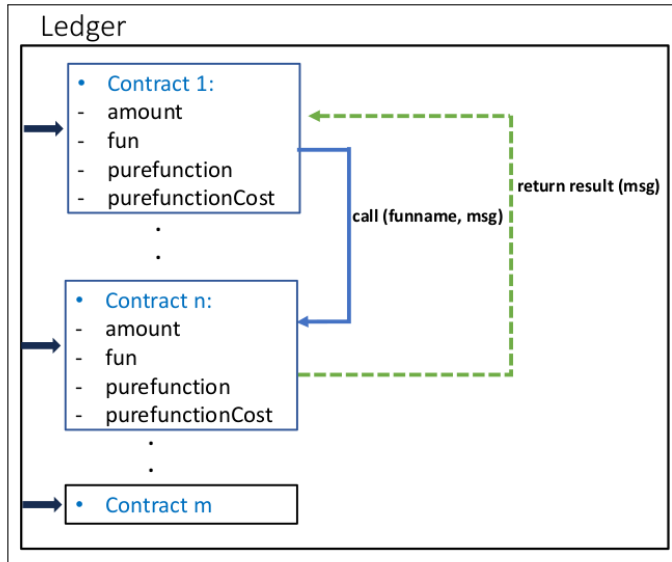 Ledger
• Contract 1:
- amount
- fun
- purefunction
- purefunctionCost
call (funname, msg)
return result (msg)
• Contract n:
- amount
- fun
- purefunction
- purefunctionCost
• Contract m